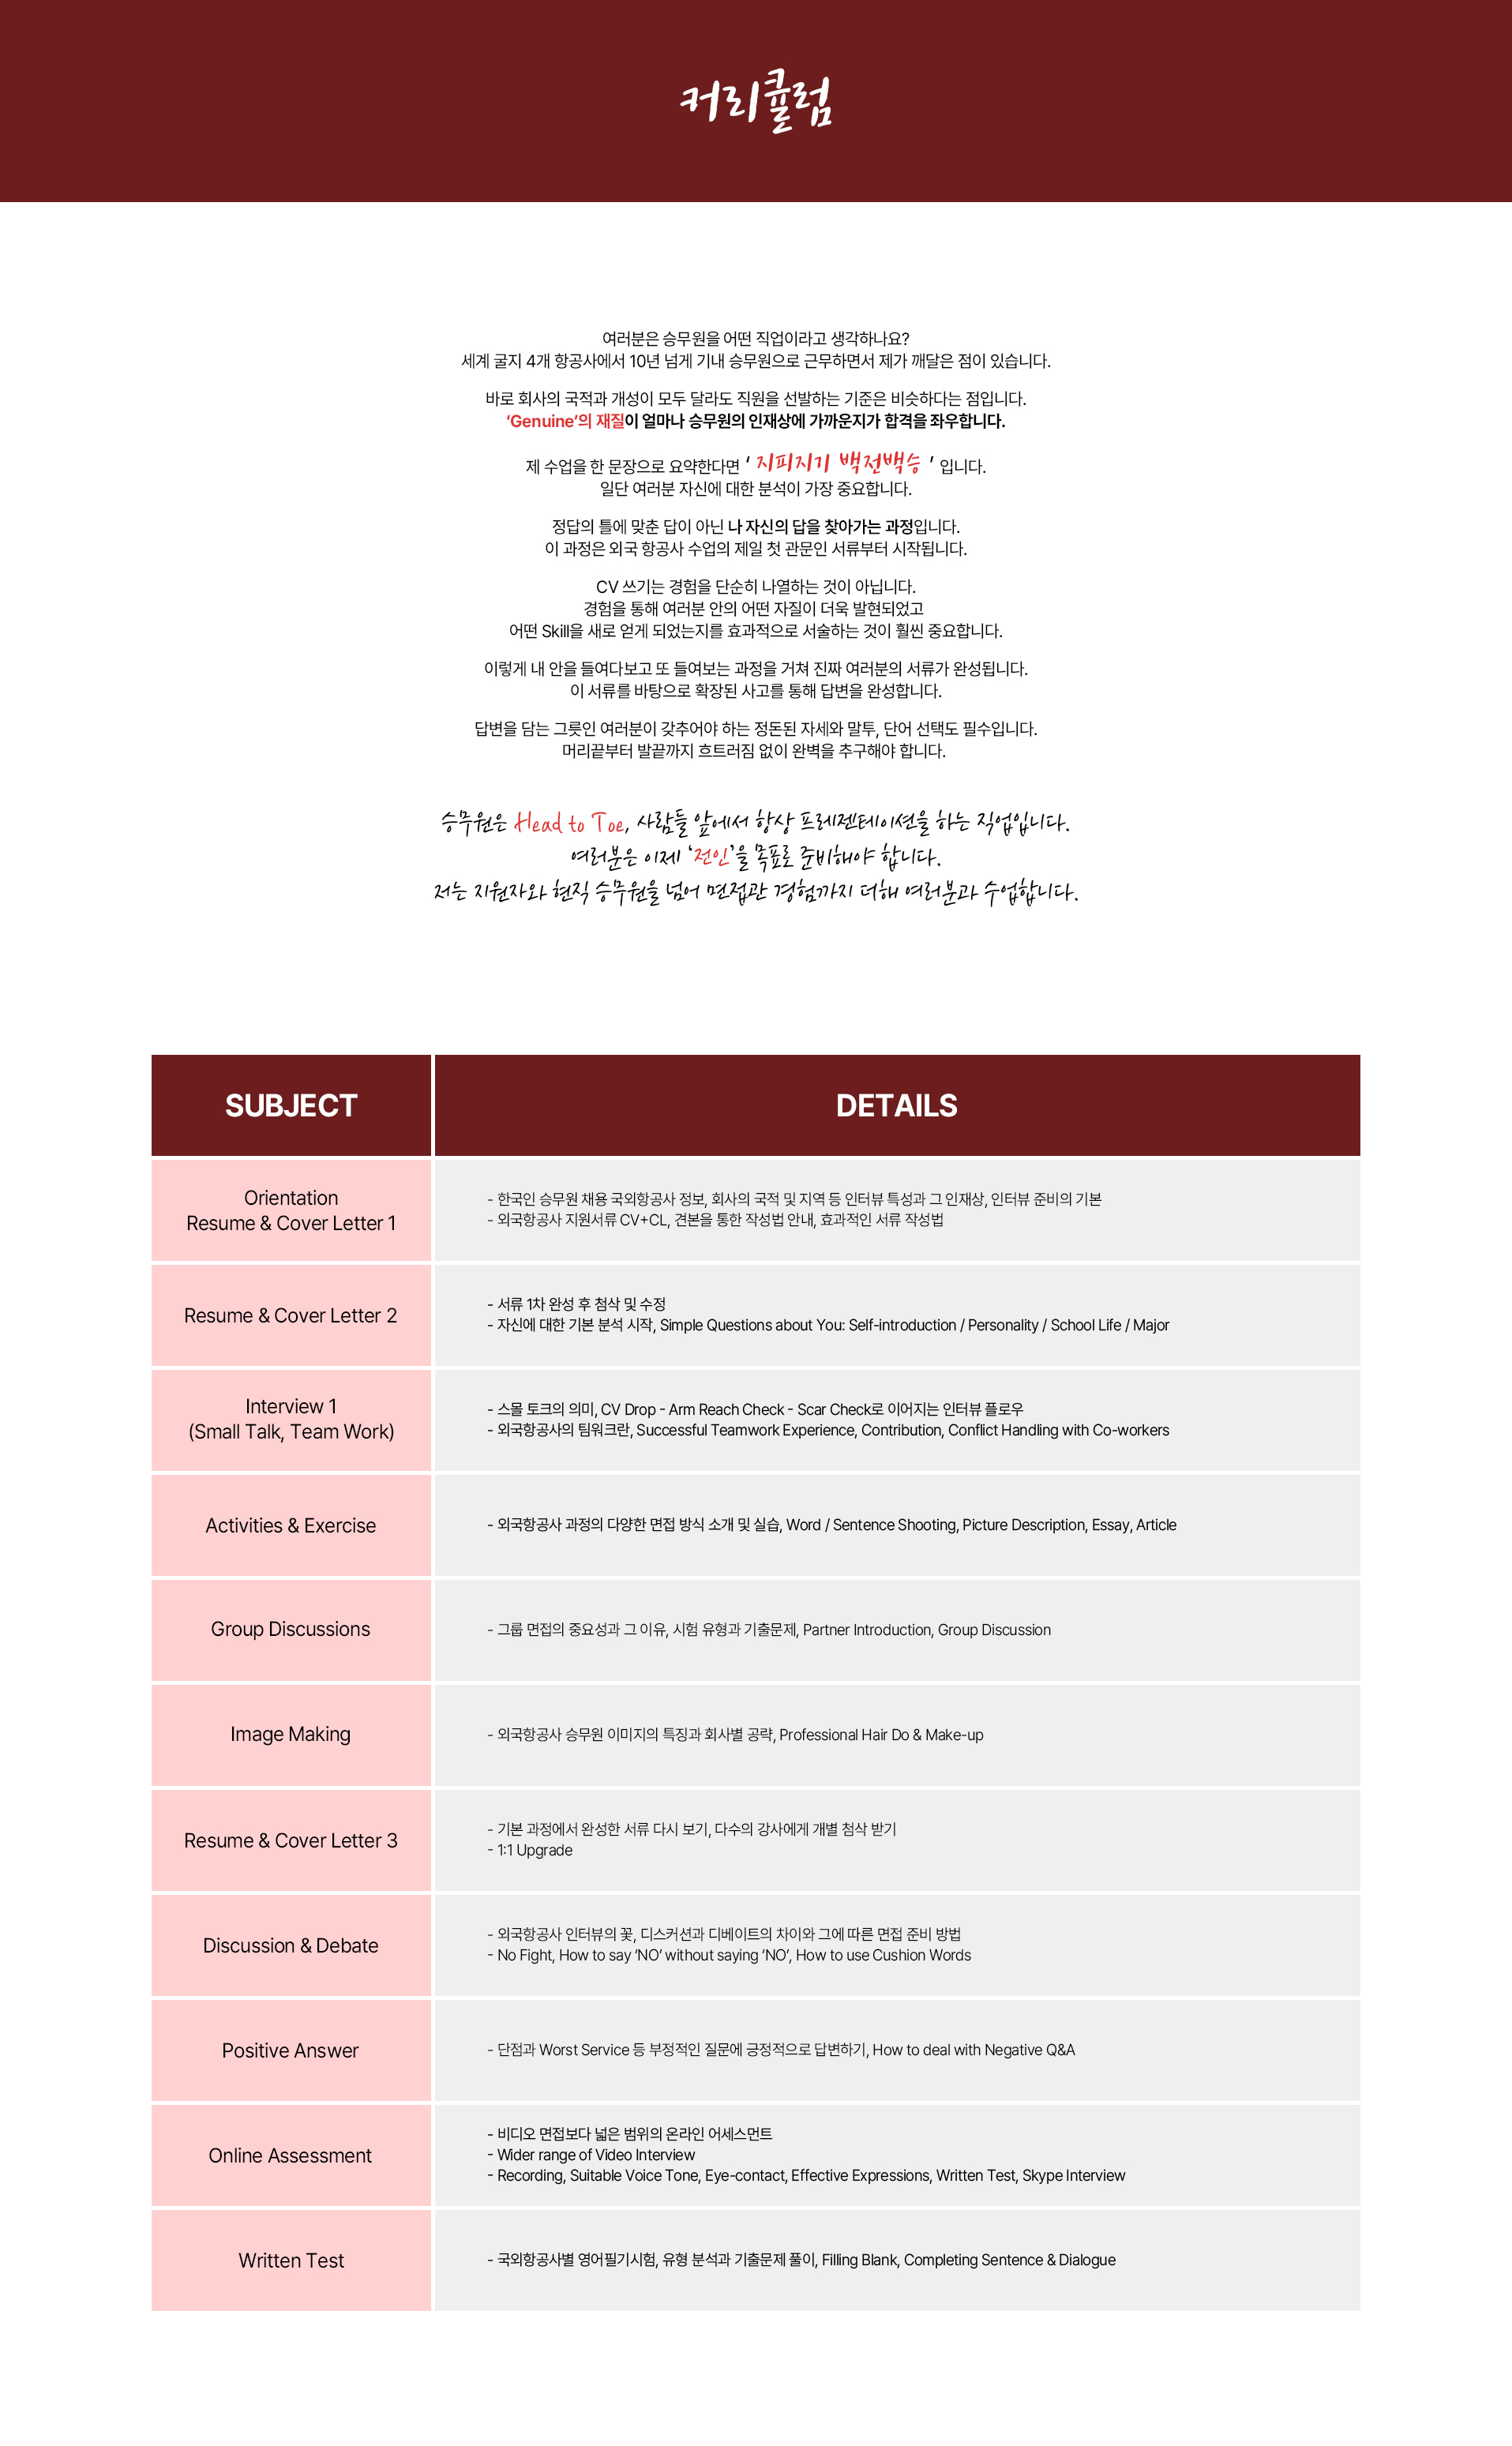 커리큘럼
여러분은 승무원을 어떤 직업이라고 생각하나요?
세계 굴지 4개 항공사에서 10년 넘게 기내 승무원으로 근무하면서 제가 깨달은 점이 있습니다.
바로 회사의 국적과 개성이 모두 달라도 직원을 선발하는 기준은 비슷하다는 점입니다.
‘Genuine’의 재질이 얼마나 승무원의 인재상에 가까운지가 합격을 좌우합니다.
제 수업을 한 문장으로 요약한다면 ‘ 지피지기 백전백승 ’ 입니다.
일단 여러분 자신에 대한 분석이 가장 중요합니다.
정답의 틀에 맞춘 답이 아닌 나 자신의 답을 찾아가는 과정입니다.
이 과정은 외국 항공사 수업의 제일 첫 관문인 서류부터 시작됩니다.
CV 쓰기는 경험을 단순히 나열하는 것이 아닙니다.
경험을 통해 여러분 안의 어떤 자질이 더욱 발현되었고
어떤 Skill을 새로 얻게 되었는지를 효과적으로 서술하는 것이 훨씬 중요합니다.
이렇게 내 안을 들여다보고 또 들여보는 과정을 거쳐 진짜 여러분의 서류가 완성됩니다.
이 서류를 바탕으로 확장된 사고를 통해 답변을 완성합니다.
답변을 담는 그릇인 여러분이 갖추어야 하는 정돈된 자세와 말투, 단어 선택도 필수입니다.
머리끝부터 발끝까지 흐트러짐 없이 완벽을 추구해야 합니다.
승무원은 Head to Toe, 사람들 앞에서 항상 프레젠테이션을 하는 직업입니다.
여러분은 이제 ‘전인’을 목표로 준비해야 합니다.
저는 지원자와 현직 승무원을 넘어 면접관 경험까지 더해 여러분과 수업합니다.
SUBJECT
DETAILS
Orientation
Resume & Cover Letter 1
- 한국인 승무원 채용 국외항공사 정보, 회사의 국적 및 지역 등 인터뷰 특성과 그 인재상, 인터뷰 준비의 기본
- 외국항공사 지원서류 CV+CL, 견본을 통한 작성법 안내, 효과적인 서류 작성법
Resume & Cover Letter 2
- 서류 1차 완성 후 첨삭 및 수정
- 자신에 대한 기본 분석 시작, Simple Questions about You: Self-introduction / Personality / School Life / Major
Interview 1
(Small Talk, Team Work)
- 스몰 토크의 의미, CV Drop - Arm Reach Check - Scar Check로 이어지는 인터뷰 플로우
- 외국항공사의 팀워크란, Successful Teamwork Experience, Contribution, Conflict Handling with Co-workers
Activities & Exercise
- 외국항공사 과정의 다양한 면접 방식 소개 및 실습, Word / Sentence Shooting, Picture Description, Essay, Article
Group Discussions
- 그룹 면접의 중요성과 그 이유, 시험 유형과 기출문제, Partner Introduction, Group Discussion
Image Making
- 외국항공사 승무원 이미지의 특징과 회사별 공략, Professional Hair Do & Make-up
Resume & Cover Letter 3
- 기본 과정에서 완성한 서류 다시 보기, 다수의 강사에게 개별 첨삭 받기
- 1:1 Upgrade
Discussion & Debate
- 외국항공사 인터뷰의 꽃, 디스커션과 디베이트의 차이와 그에 따른 면접 준비 방법
- No Fight, How to say ‘NO’ without saying ‘NO’, How to use Cushion Words
Positive Answer
- 단점과 Worst Service 등 부정적인 질문에 긍정적으로 답변하기, How to deal with Negative Q&A
Online Assessment
- 비디오 면접보다 넓은 범위의 온라인 어세스먼트
- Wider range of Video Interview
- Recording, Suitable Voice Tone, Eye-contact, Effective Expressions, Written Test, Skype Interview
Written Test
- 국외항공사별 영어필기시험, 유형 분석과 기출문제 풀이, Filling Blank, Completing Sentence & Dialogue